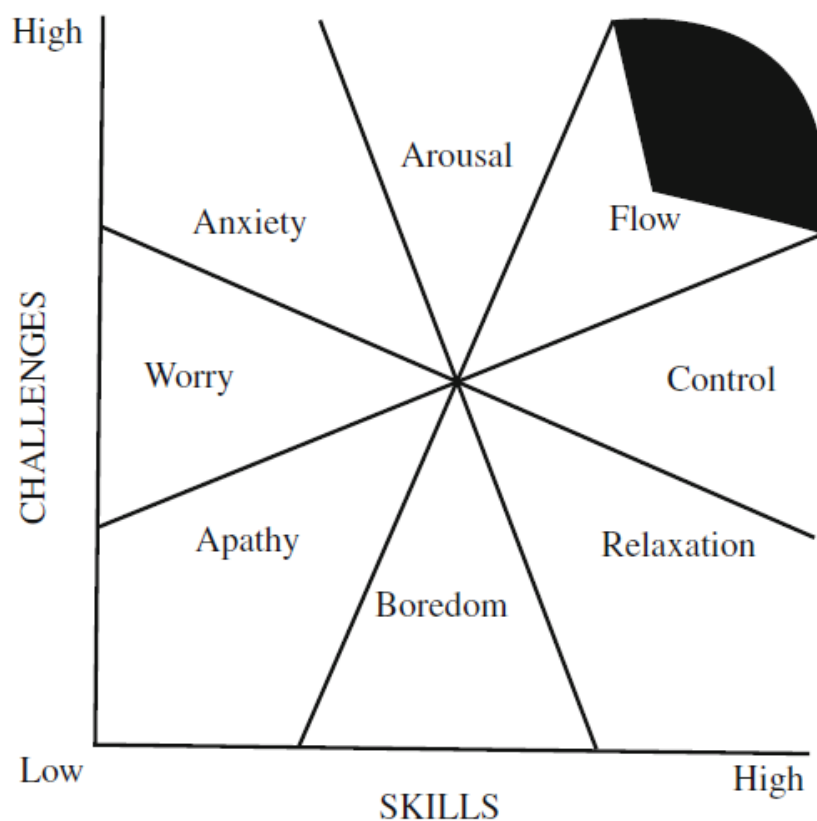 High
Arousal
Anxiety
Flow
Worry
Control
CHALLENGES
Apathy
Relaxation
Boredom
Low
High
SKILLS